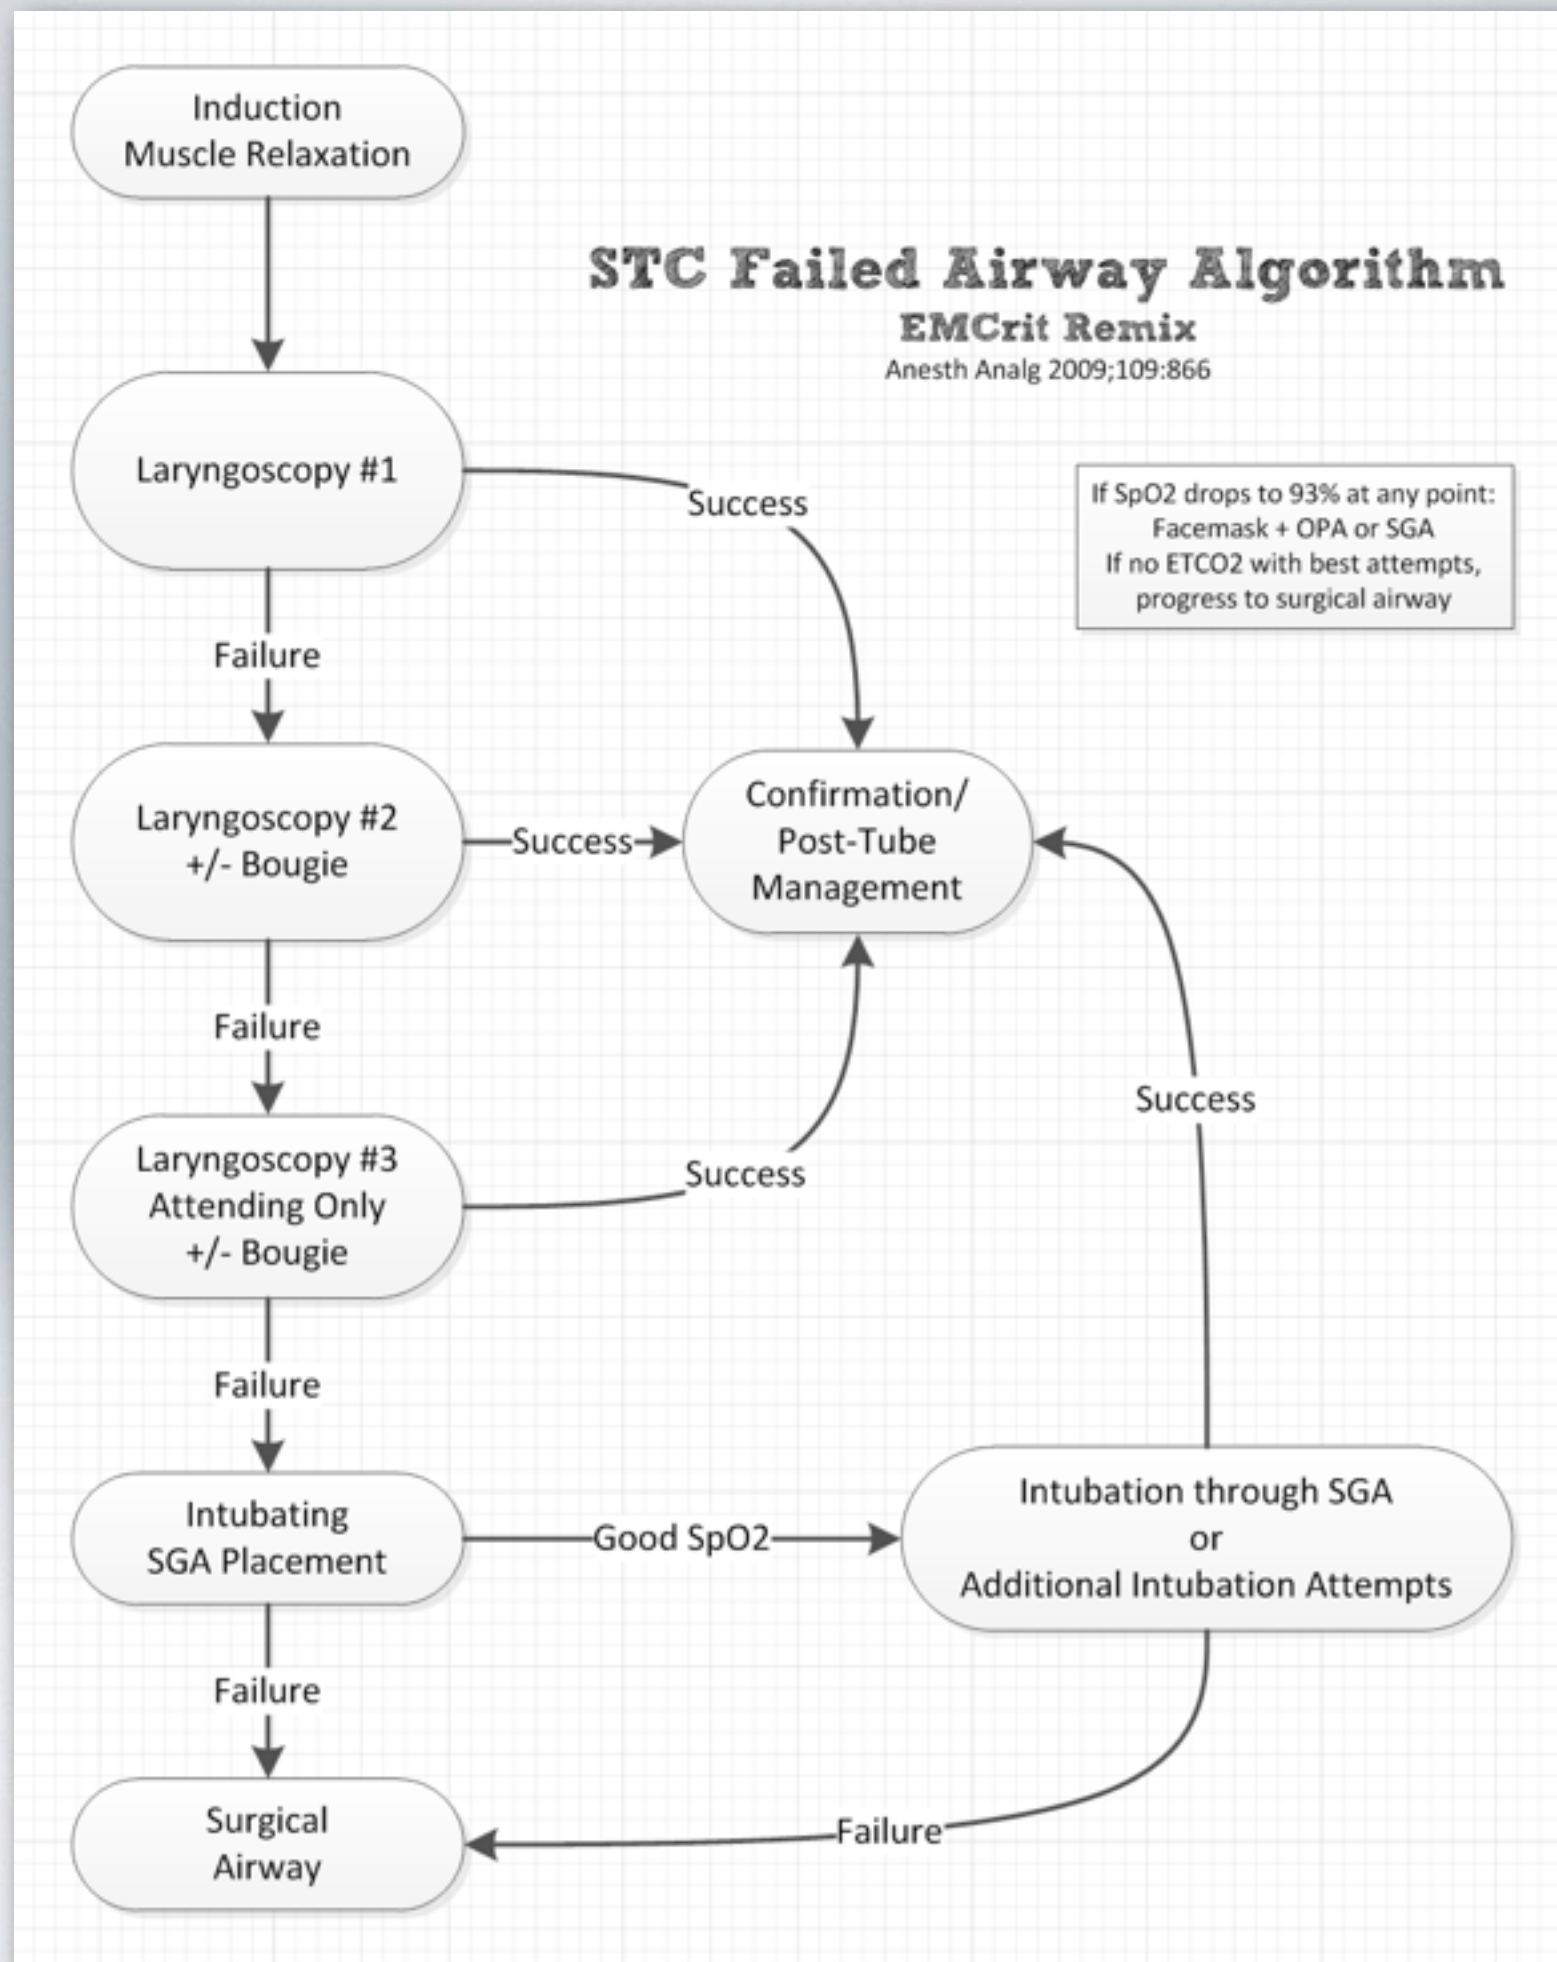 Induction
Muscle Relaxation
STC Failed Airway Algorithm
EMCrit Remix
Anesth Analg 2009;109:866
Laryngoscopy #1
Success
If SpO2 drops to 93% at any point:
Facemask + OPA or SGA
If no ETCO2 with best attempts,
progress to surgical airway
Failure
Laryngoscopy #2
+/- Bougie
Success
Confirmation/
Post-Tube
Management
Failure
Success
Laryngoscopy #3
Attending Only
+/- Bougie
Success
Failure
Intubating
SGA Placement
Good SpO2
Intubation through SGA
or
Additional Intubation Attempts
Failure
Surgical
Airway
Failure